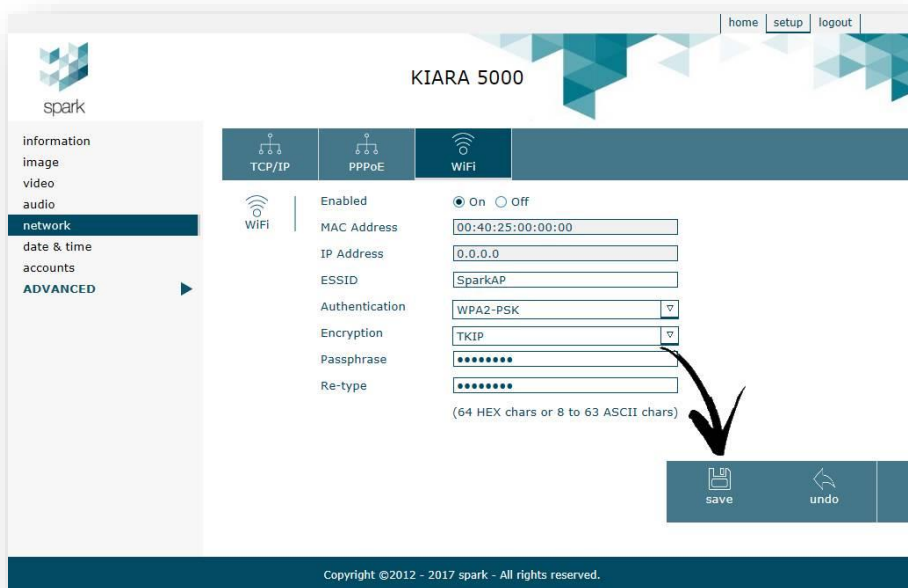 home setup logout
spark
KIARA 5000
information
image
video
audio
network
date & time
accounts
ADVANCED
TCP/IP PPPoE WiFi
WiFi
Enabled On Off
MAC Address 00:40:25:00:00:00
IP Address 0.0.0.0
ESSID SparkAP
Authentication WPA2-PSK
Encryption TKIP
Passphrase ••••••••
Re-type ••••••••
(64 HEX chars or 8 to 63 ASCII chars)
save undo
Copyright ©2012 - 2017 spark - All rights reserved.